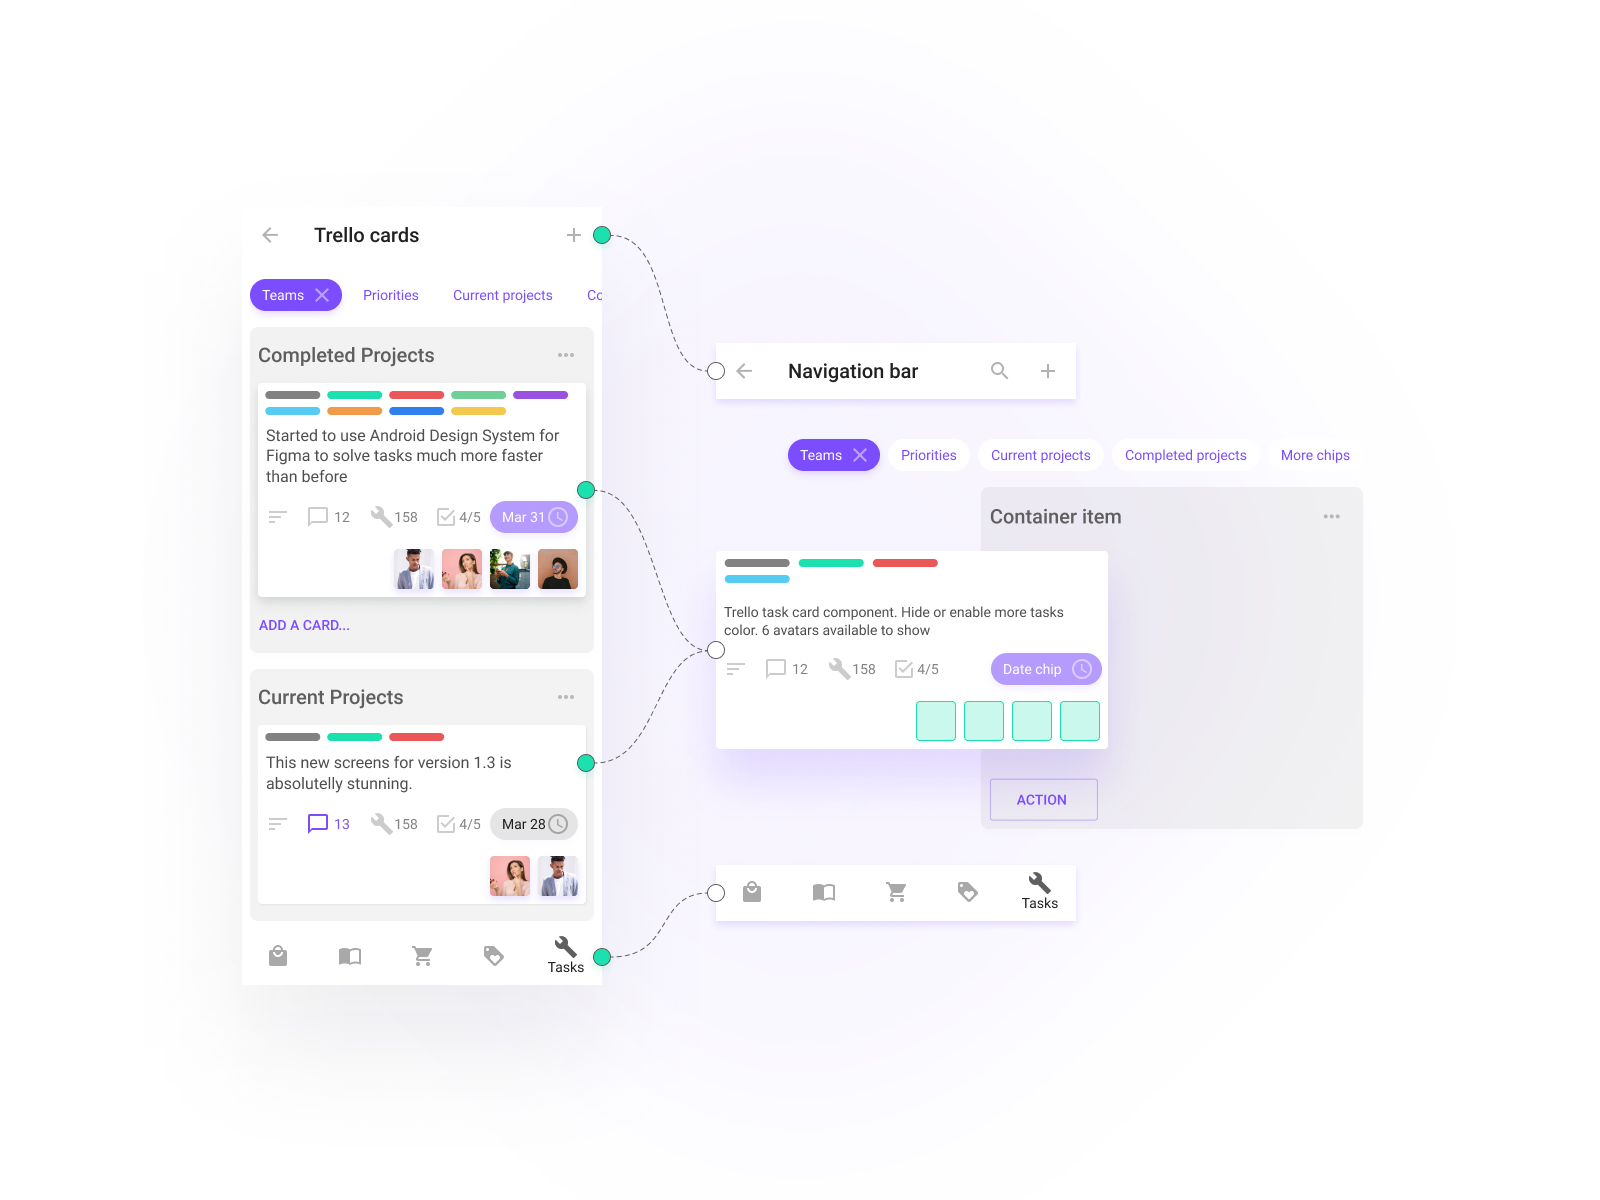 Trello cards
Teams
Priorities
Current projects
Co
Completed Projects
Started to use Android Design System for
Figma to solve tasks much more faster
than before
12
158
4/5
Mar 31
ADD A CARD...
Current Projects
This new screens for version 1.3 is
absolutelly stunning.
13
158
4/5
Mar 28
Tasks
Navigation bar
Teams
Priorities
Current projects
Completed projects
More chips
Container item
Trello task card component. Hide or enable more tasks
color. 6 avatars available to show
12
158
4/5
Date chip
ACTION
Tasks